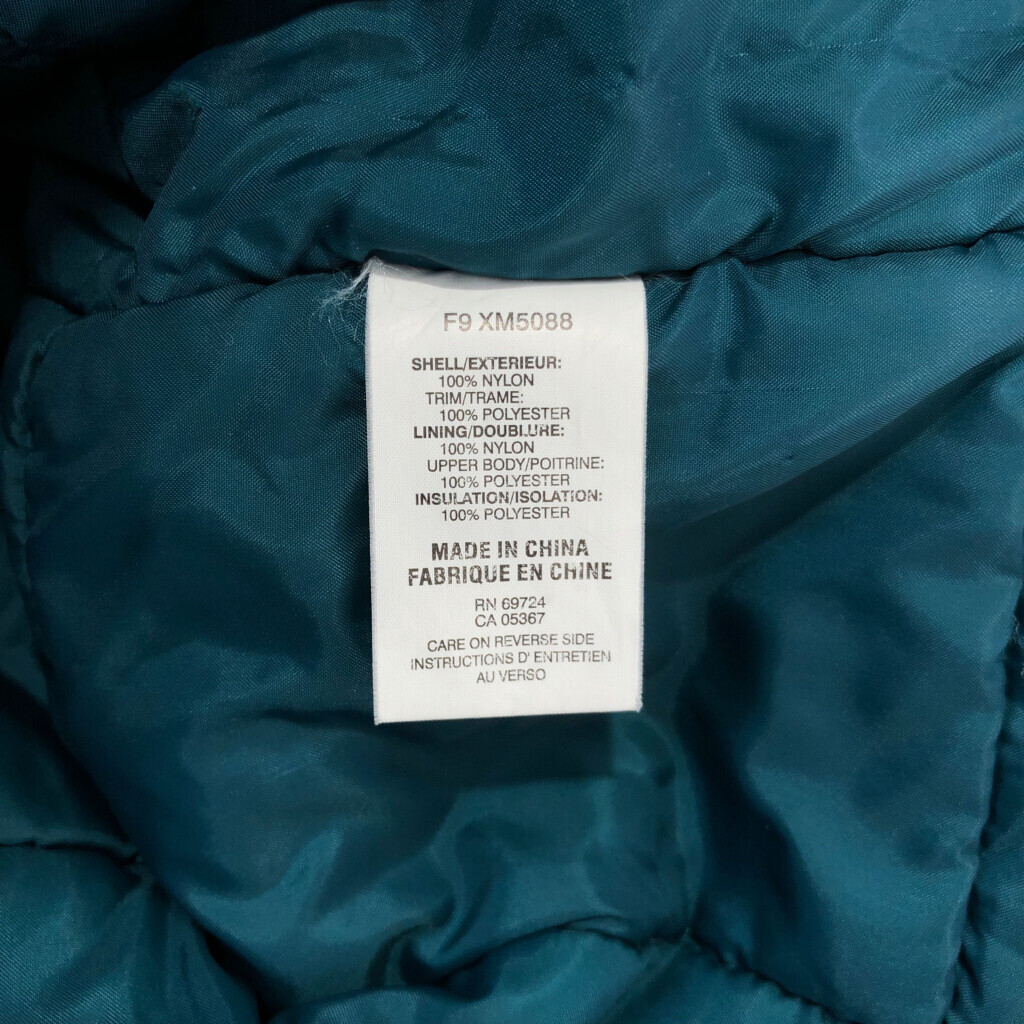 F9 XM5088
SHELL/EXTERIEUR:
100% NYLON
TRIM/TRAME:
100% POLYESTER
LINING/DOUBLURE:
100% NYLON
UPPER BODY/POITRINE:
100% POLYESTER
INSULATION/ISOLATION:
100% POLYESTER
MADE IN CHINA
FABRIQUE EN CHINE
RN 69724
CA 05367
CARE ON REVERSE SIDE
INSTRUCTIONS D' ENTRETIEN
AU VERSO